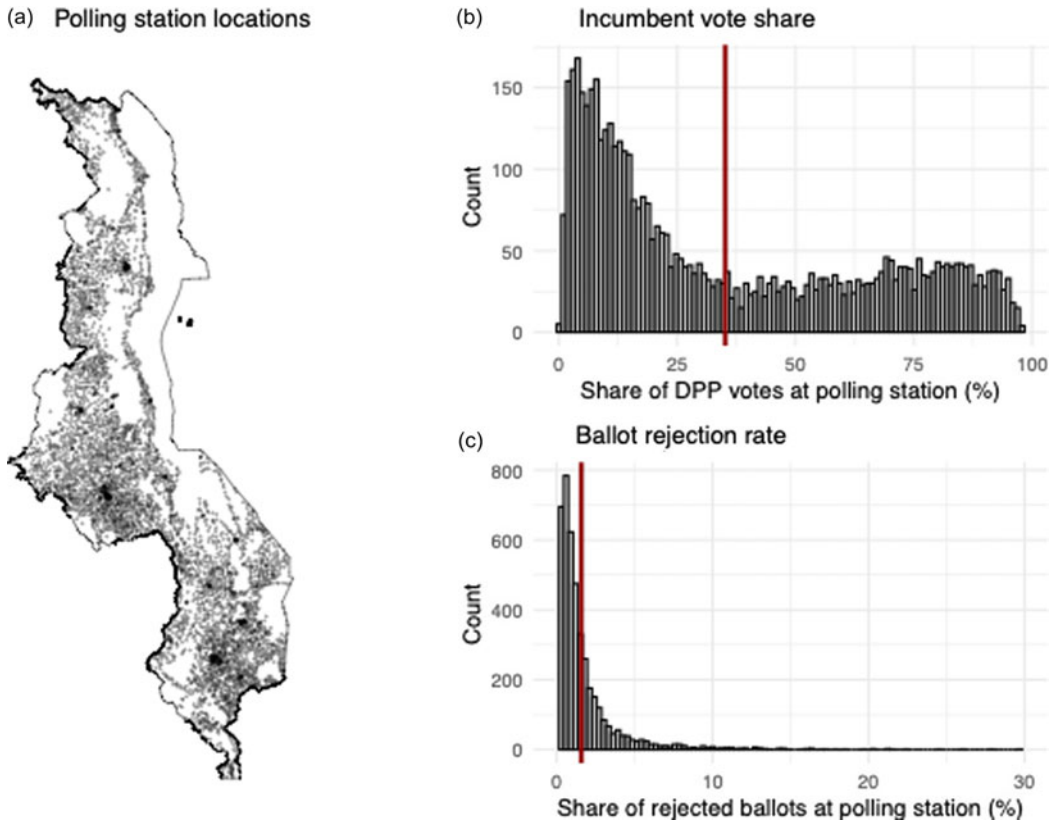 (a) Polling station locations
(b) Incumbent vote share
150
100
50
0
Count
0 25 50 75 100
Share of DPP votes at polling station (%)
(c) Ballot rejection rate
800
600
400
200
0
Count
0 10 20 30
Share of rejected ballots at polling station (%)